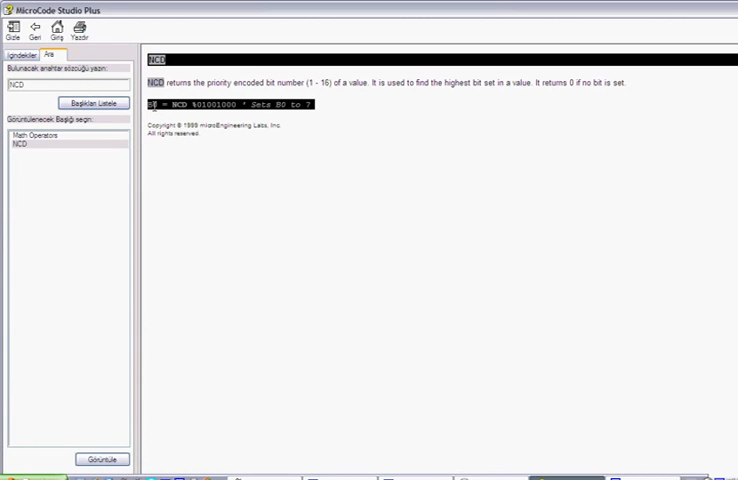 MicroCode Studio Plus
Gizle Geri Giriş Yazdır
İçindekiler Ara
Bulunacak anahtar sözcüğü yazın:
NCD
Başlıkları Listele
Görüntülenecek Başlığı seçin:
Math Operators
NCD
Görüntüle
NCD
NCD returns the priority encoded bit number (1 - 16) of a value. It is used to find the highest bit set in a value. It returns 0 if no bit is set.
B0 = NCD %01001000 ' Sets B0 to 7
Copyright © 1999 microEngineering Labs, Inc.
All rights reserved.